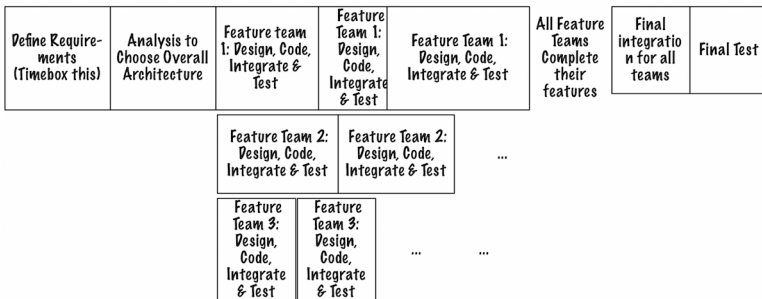 Define Require-
ments
(Timebox this)
Analysis to
Choose Overall
Architecture
Feature team
1: Design, Code,
Integrate &
Test
Feature
Team 1:
Design,
Code,
Integrate
& Test
Feature Team 1:
Design, Code,
Integrate & Test
All Feature
Teams
Complete
their
features
Final
integratio
n for all
teams
Final Test
Feature Team 2:
Design, Code,
Integrate & Test
Feature Team 2:
Design, Code,
Integrate & Test
...
Feature
Team 3:
Design,
Code,
Integrate
& Test
Feature
Team 3:
Design,
Code,
Integrate
& Test
...
...